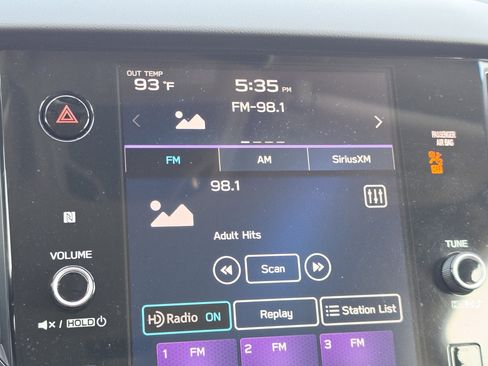 OUT TEMP
93 °F 5:35 PM
FM-98.1
FM AM SiriusXM
PASSENGER
AIR BAG
98.1
Adult Hits
VOLUME
TUNE
Scan
HD Radio ON Replay Station List
/ HOLD
1 FM 2 FM 3 FM